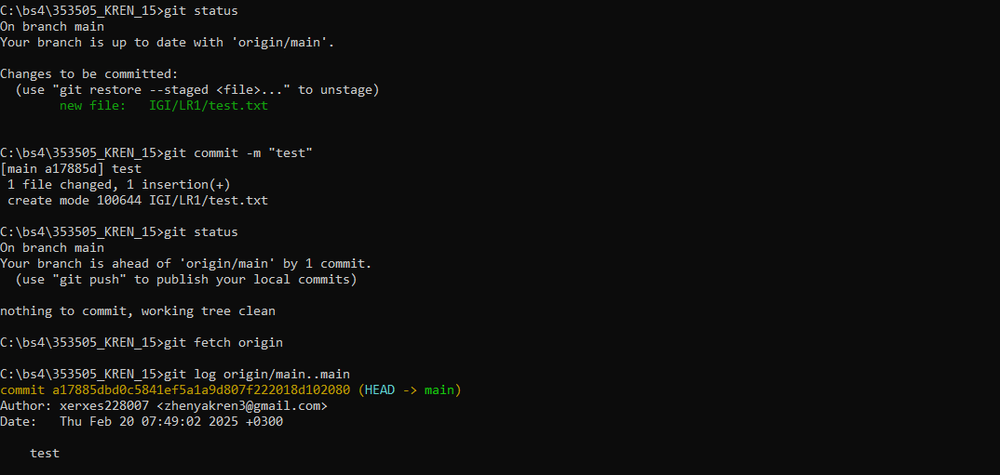 C:\bs4\353505_KREN_15>git status
On branch main
Your branch is up to date with 'origin/main'.
Changes to be committed:
  (use "git restore --staged <file>..." to unstage)
        new file:   IGI/LR1/test.txt
C:\bs4\353505_KREN_15>git commit -m "test"
[main a17885d] test
 1 file changed, 1 insertion(+)
 create mode 100644 IGI/LR1/test.txt
C:\bs4\353505_KREN_15>git status
On branch main
Your branch is ahead of 'origin/main' by 1 commit.
  (use "git push" to publish your local commits)
nothing to commit, working tree clean
C:\bs4\353505_KREN_15>git fetch origin
C:\bs4\353505_KREN_15>git log origin/main..main
commit a17885dbd0c5841ef5a1a9d807f222018d102080 (HEAD -> main)
Author: xerxes228007 <zhenyakren3@gmail.com>
Date:   Thu Feb 20 07:49:02 2025 +0300
    test